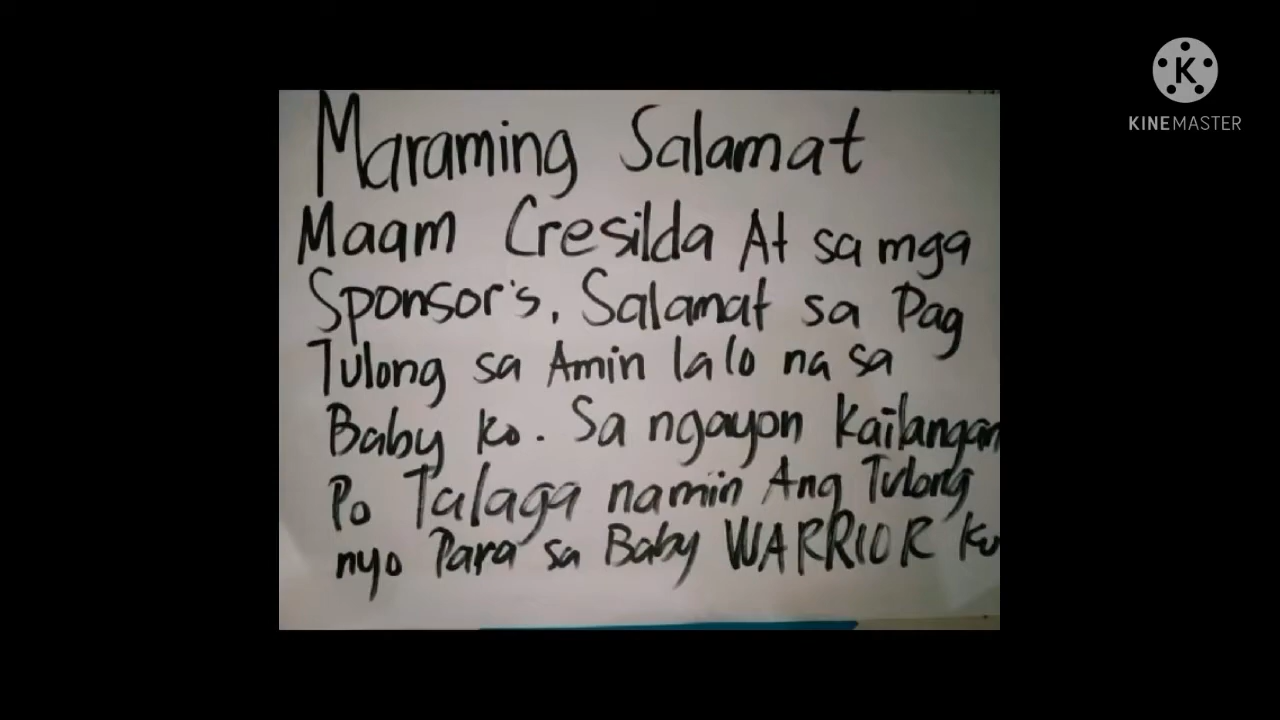 K
KINEMASTER
Maraming Salamat
Maam Cresilda At sa mga
Sponsor's, Salamat sa Pag
Tulong sa Amin lalo na sa
Baby ko. Sa ngayon Kailangan
Po Talaga namin Ang Tulong
nyo Para sa Baby WARRIOR ko